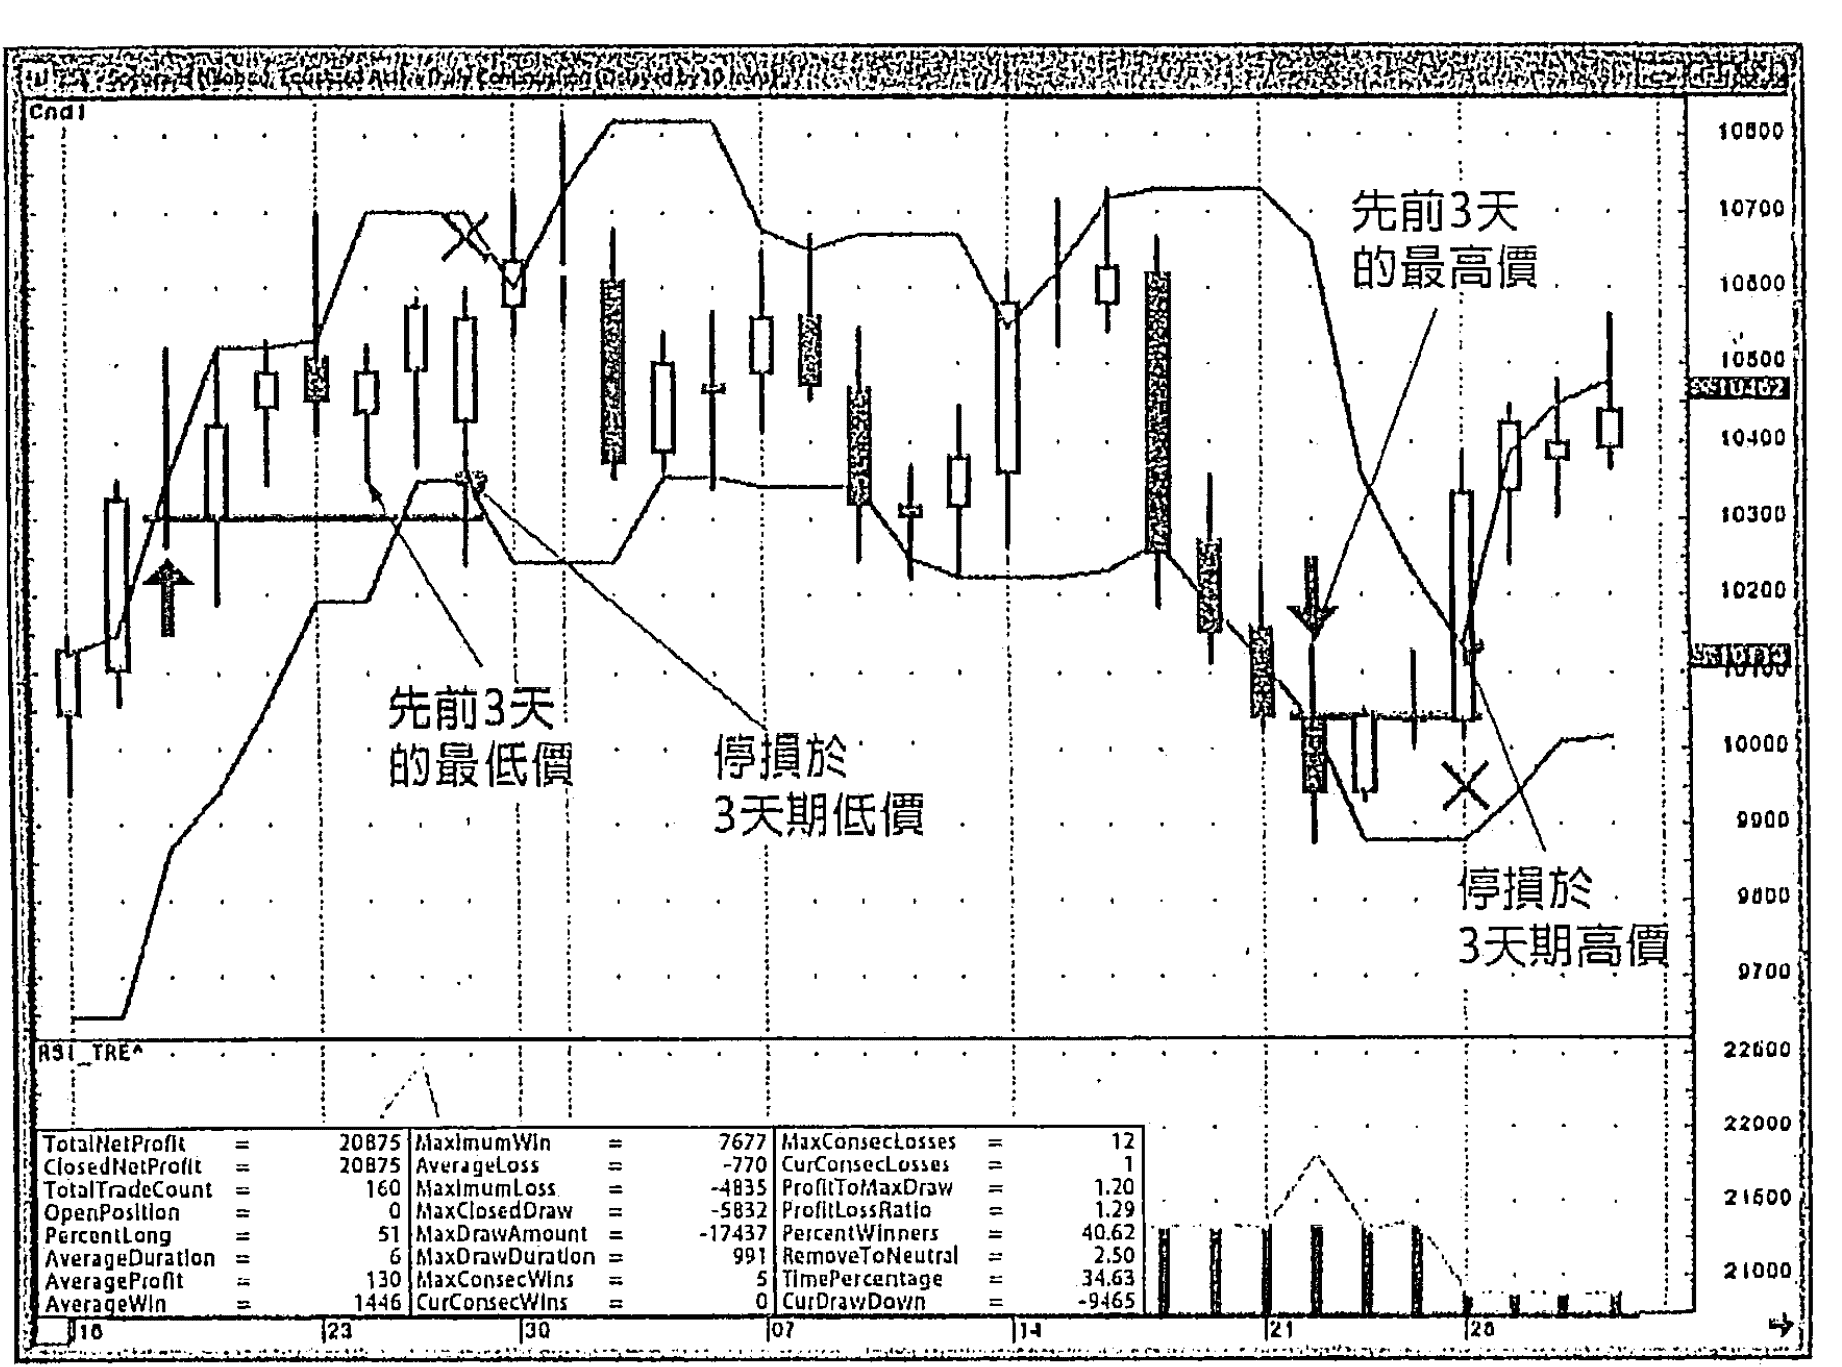 Cnd1
10800
10700
10600
10500
10462
10400
10300
10200
10100
10000
9900
9800
9700
先前3天
的最高價
先前3天
的最低價
停損於
3天期低價
停損於
3天期高價
RSI_TRE^
22500
22000
21500
21000
TotalNetProfit = 20875 MaximumWin = 7677 MaxConsecLosses = 12
ClosedNetProfit = 20875 AverageLoss = -770 CurConsecLosses = 1
TotalTradeCount = 160 MaximumLoss = -4835 ProfitToMaxDraw = 1.20
OpenPosition = 0 MaxClosedDraw = -5832 ProfitLossRatio = 1.29
PercentLong = 51 MaxDrawAmount = -17437 PercentWinners = 40.62
AverageDuration = 6 MaxDrawDuration = 991 RemoveToNeutral = 2.50
AverageProfit = 130 MaxConsecWins = 5 TimePercentage = 34.63
AverageWin = 1446 CurConsecWins = 0 CurDrawDown = -9465
16 23 30 07 14 21 28